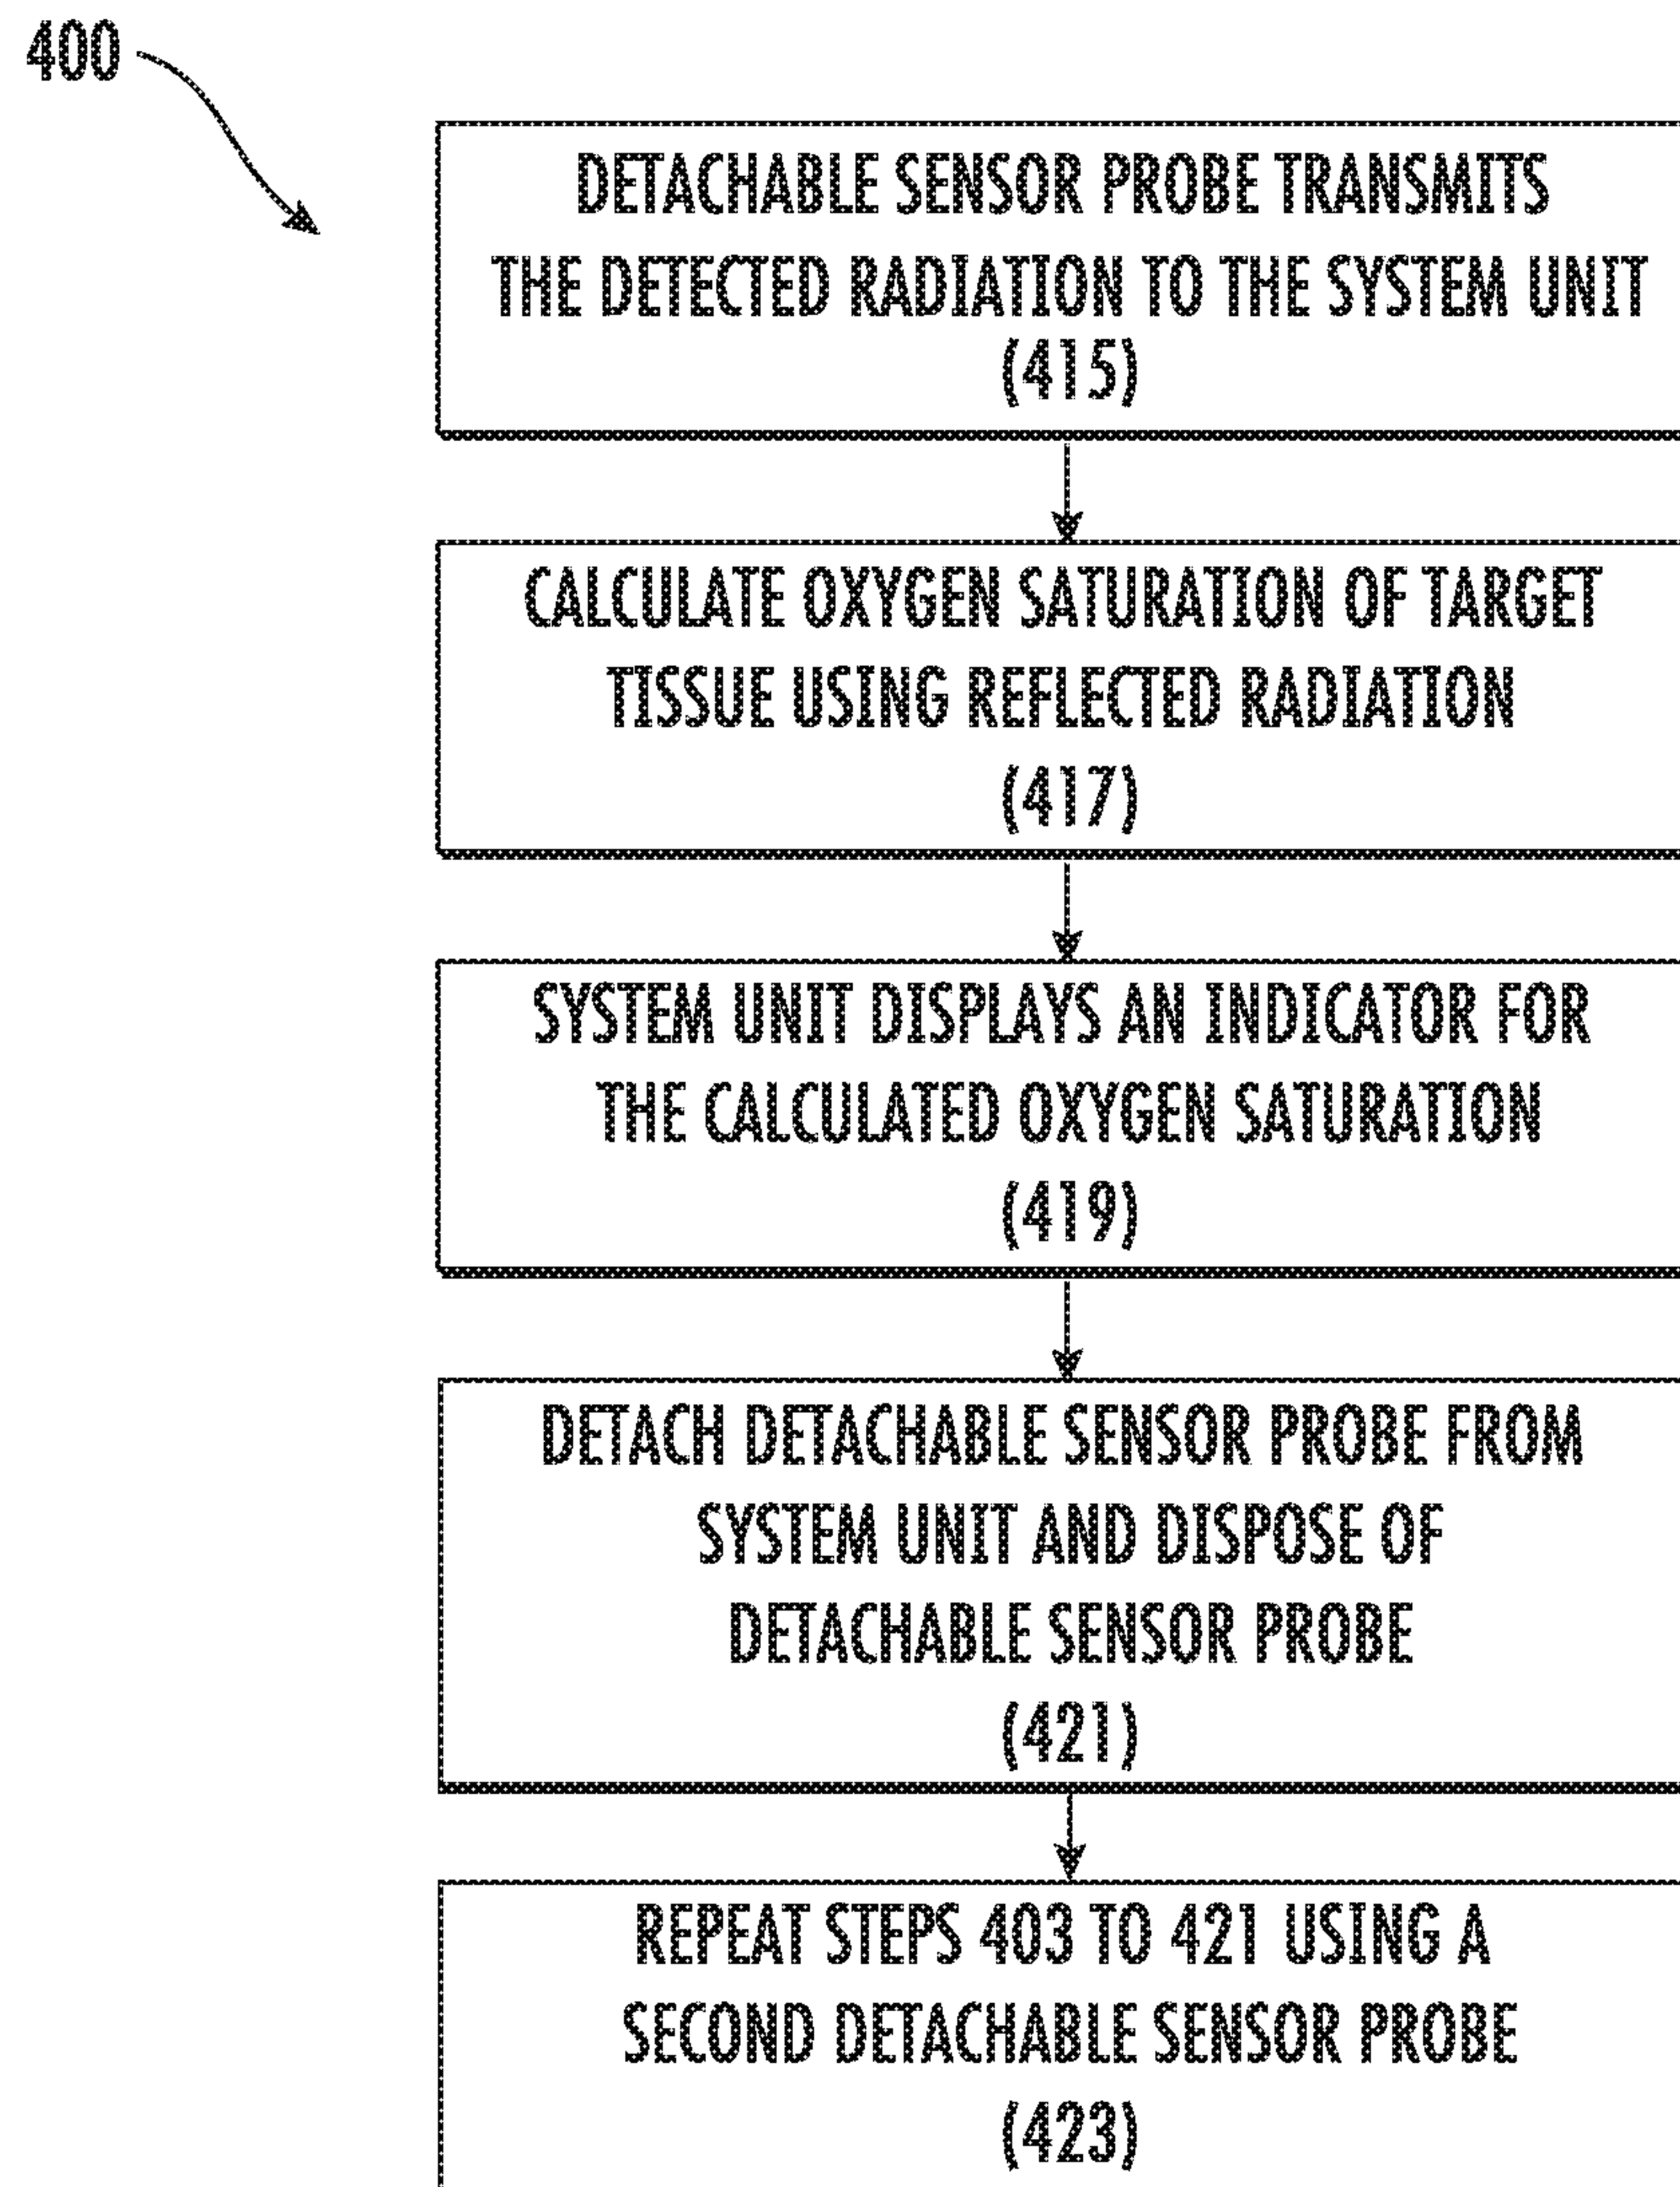 400
DETACHABLE SENSOR PROBE TRANSMITS
THE DETECTED RADIATION TO THE SYSTEM UNIT
(415)
CALCULATE OXYGEN SATURATION OF TARGET
TISSUE USING REFLECTED RADIATION
(417)
SYSTEM UNIT DISPLAYS AN INDICATOR FOR
THE CALCULATED OXYGEN SATURATION
(419)
DETACH DETACHABLE SENSOR PROBE FROM
SYSTEM UNIT AND DISPOSE OF
DETACHABLE SENSOR PROBE
(421)
REPEAT STEPS 403 TO 421 USING A
SECOND DETACHABLE SENSOR PROBE
(423)